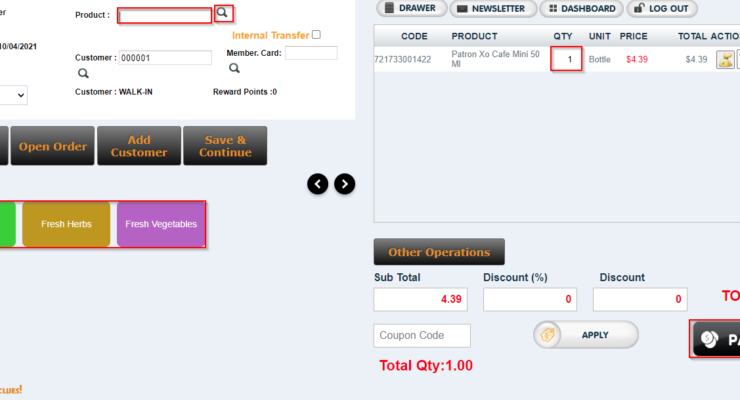 er
Product :
Internal Transfer
10/04/2021
Customer : 000001
Member. Card:
Customer : WALK-IN
Reward Points :0
Open Order
Add Customer
Save & Continue
Fresh Herbs
Fresh Vegetables
CLUES!
DRAWER
NEWSLETTER
DASHBOARD
LOG OUT
CODE PRODUCT QTY UNIT PRICE TOTAL ACTIO
721733001422 Patron Xo Cafe Mini 50 Ml 1 Bottle $4.39 $4.39
Other Operations
Sub Total Discount (%) Discount
4.39 0 0
TO
Coupon Code
APPLY
PA
Total Qty:1.00